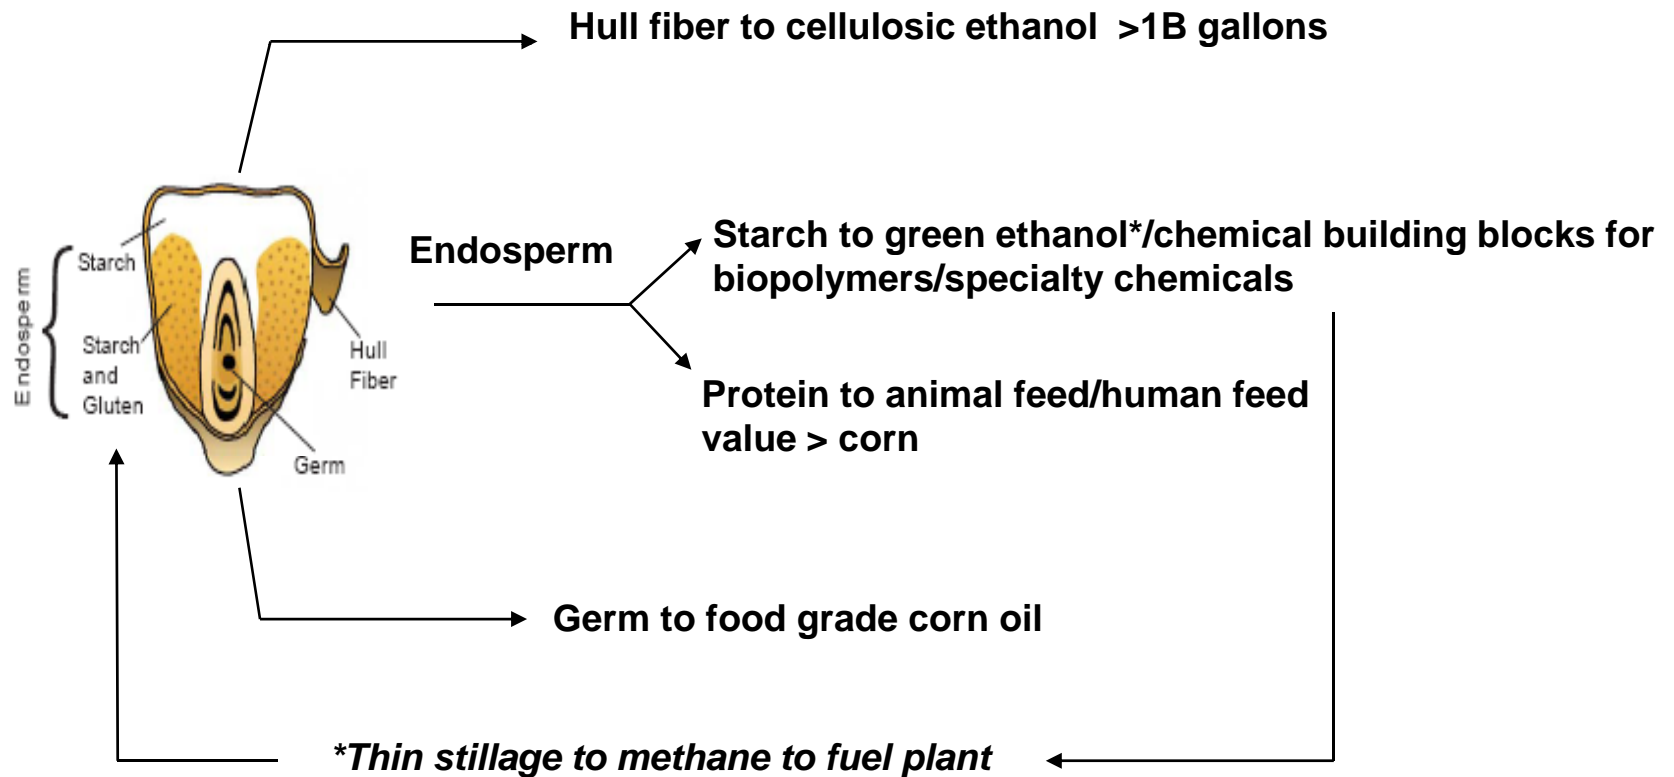 Hull fiber to cellulosic ethanol >1B gallons
Endosperm
Starch
Starch
and
Gluten
Hull
Fiber
Germ
Endosperm
Starch to green ethanol*/chemical building blocks for
biopolymers/specialty chemicals
Protein to animal feed/human feed
value > corn
Germ to food grade corn oil
*Thin stillage to methane to fuel plant